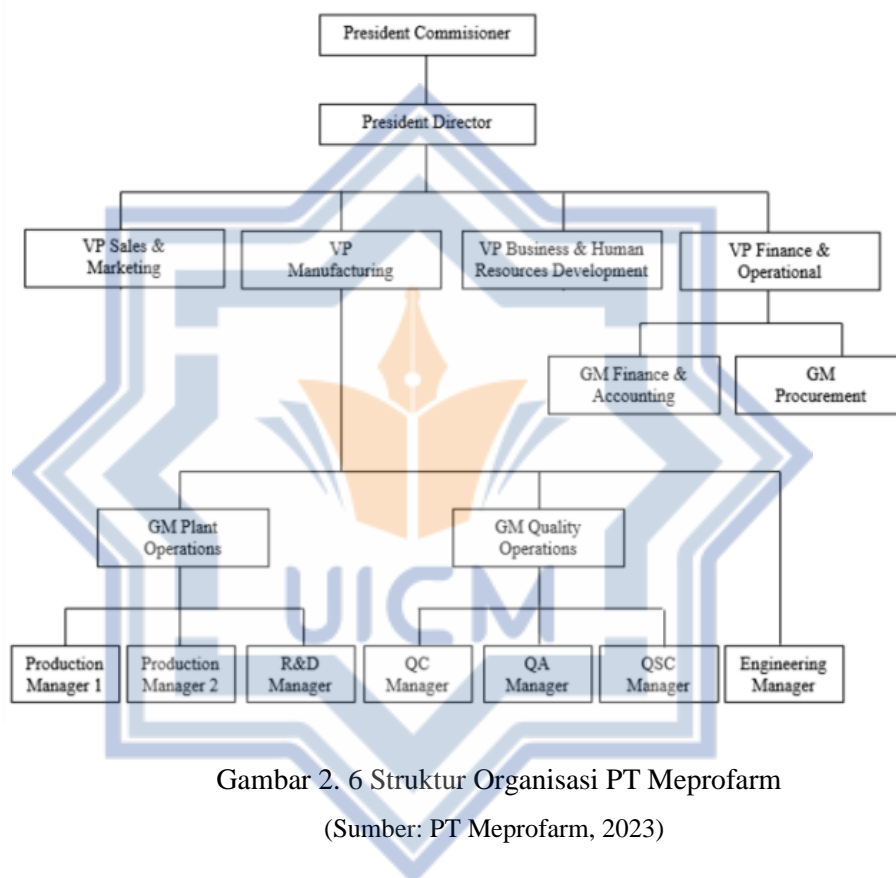 President Commisioner
President Director
VP Sales &
Marketing
VP
Manufacturing
VP Business & Human
Resources Development
VP Finance &
Operational
GM Finance &
Accounting
GM
Procurement
GM Plant
Operations
GM Quality
Operations
UICM
Production
Manager 1
Production
Manager 2
R&D
Manager
QC
Manager
QA
Manager
QSC
Manager
Engineering
Manager
Gambar 2. 6 Struktur Organisasi PT Meprofarm
(Sumber: PT Meprofarm, 2023)